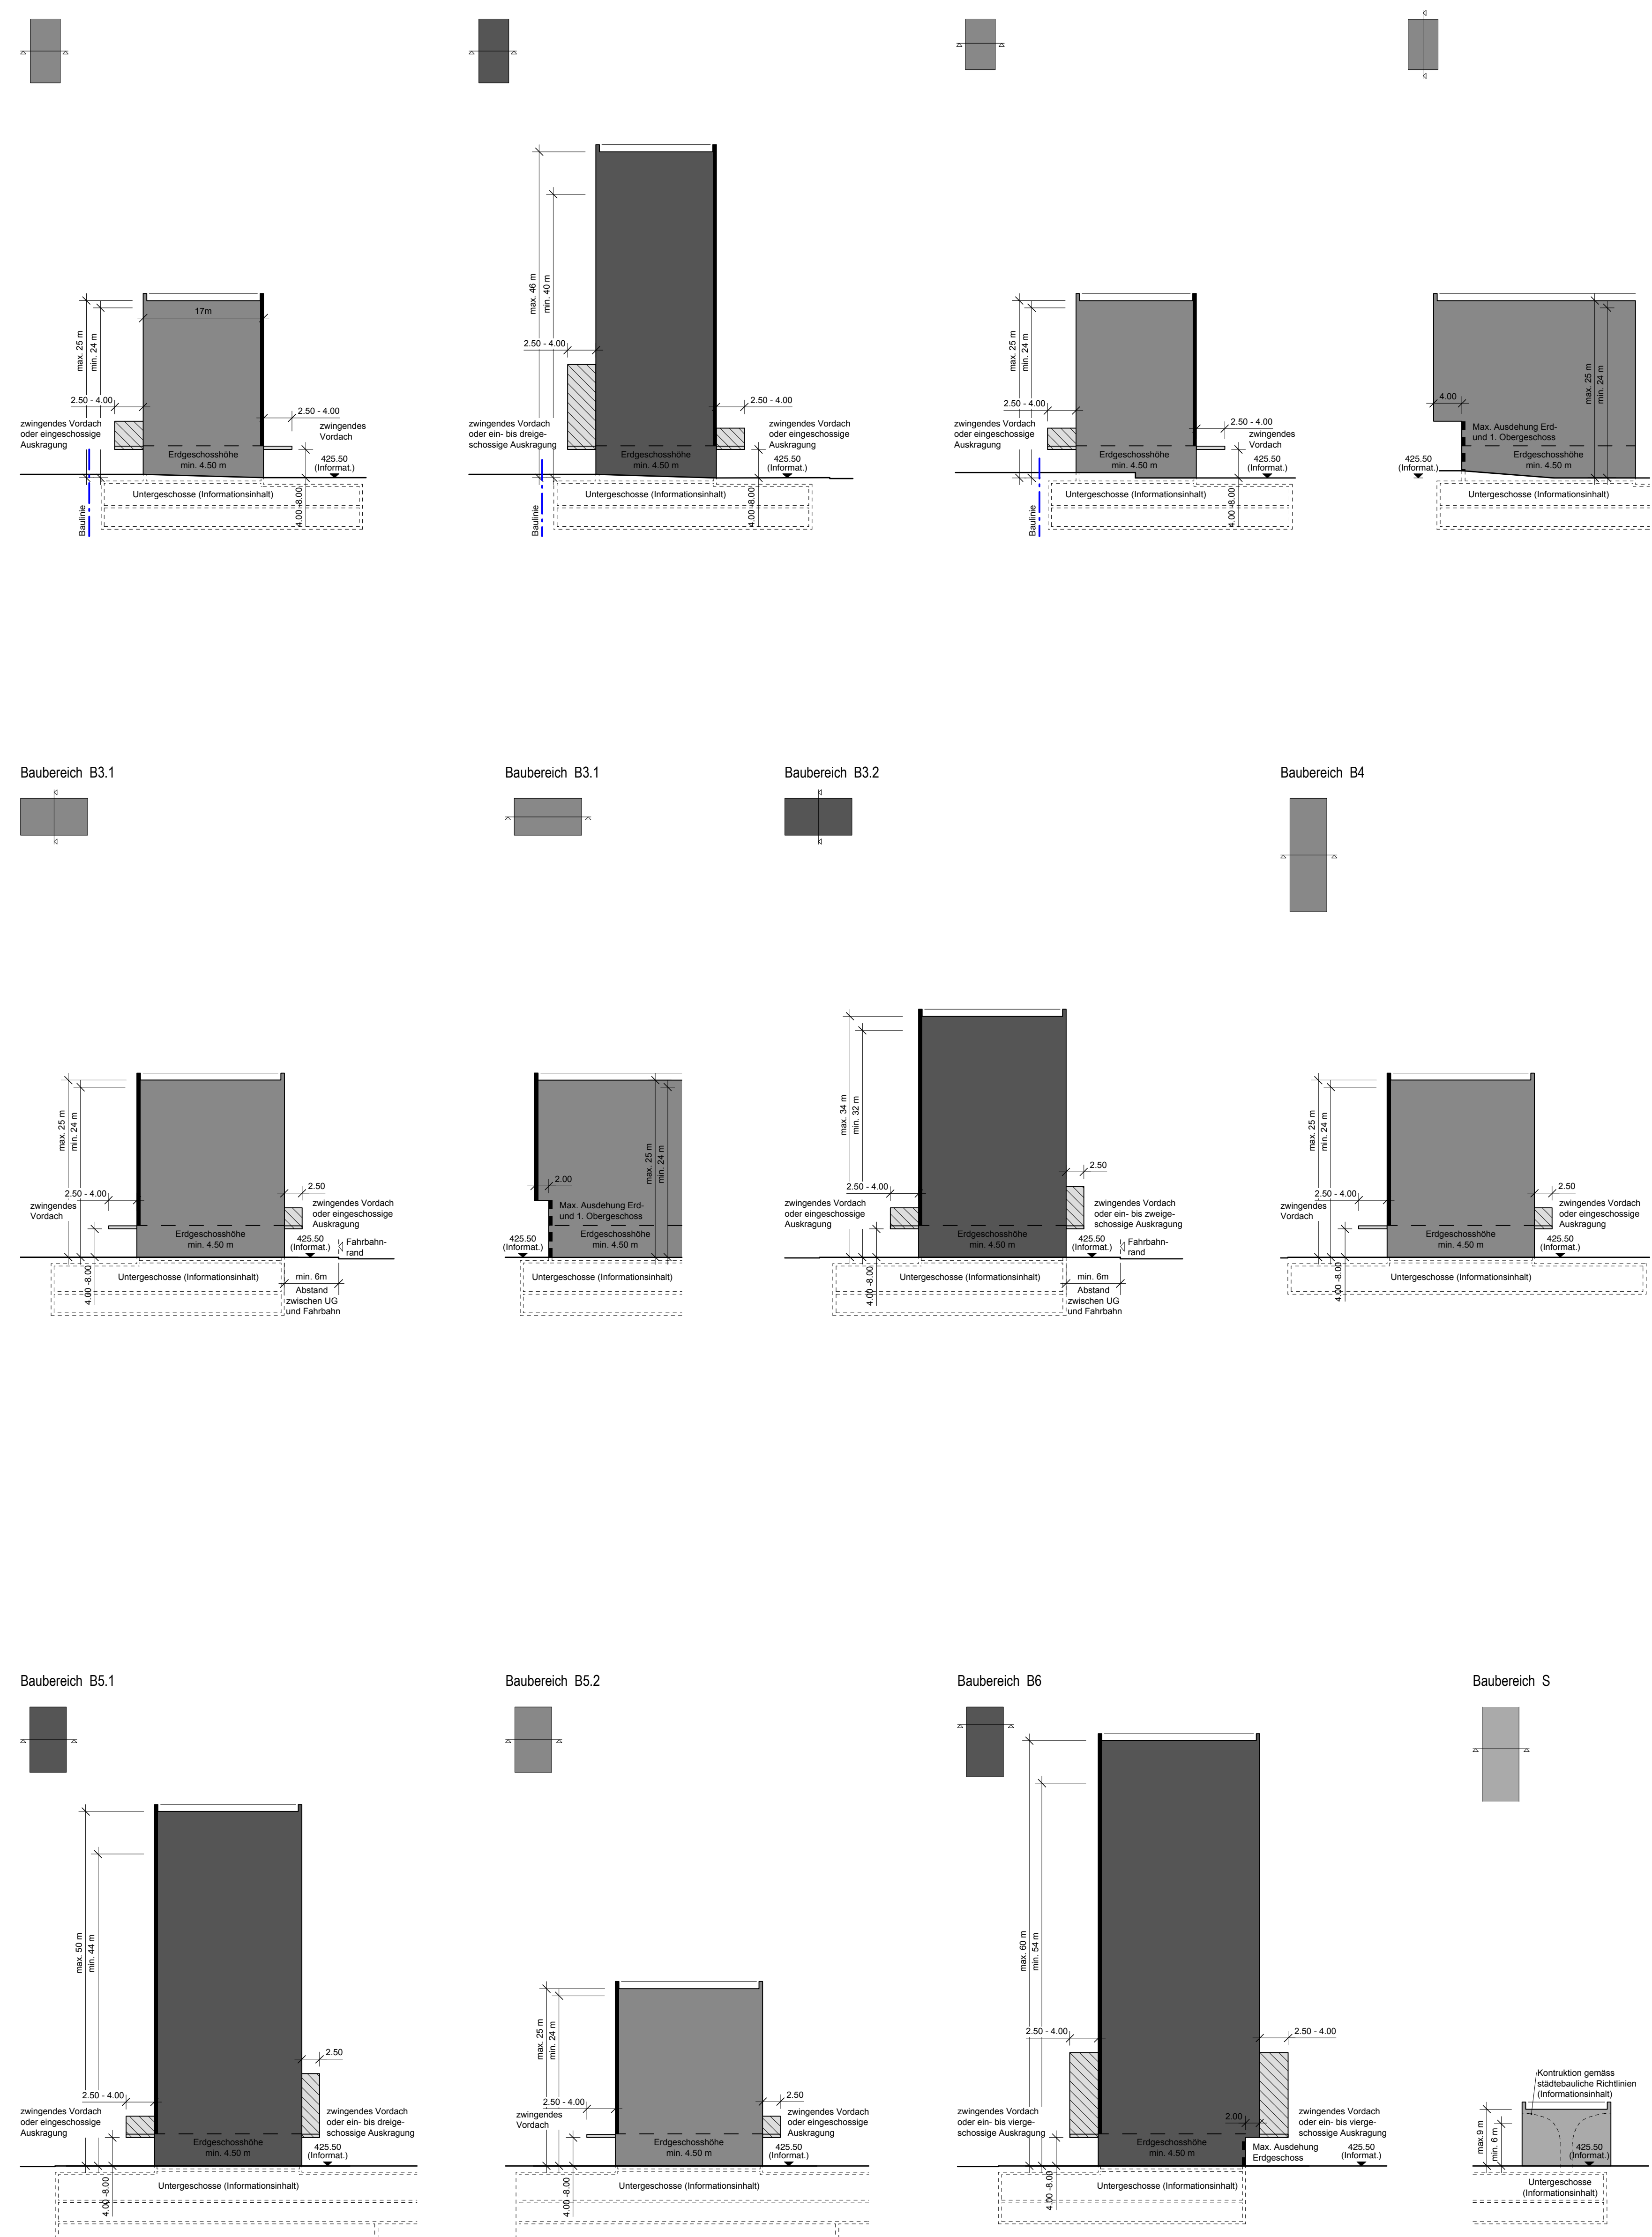 max. 25 m
min. 24 m
17m
2.50 - 4.00
zwingendes Vordach
oder eingeschossige
Auskragung
2.50 - 4.00
zwingendes
Vordach
425.50
(Informat.)
Erdgeschosshöhe
min. 4.50 m
Untergeschosse (Informationsinhalt)
4.00 -8.00
Baulinie
max. 46 m
min. 40 m
2.50 - 4.00
zwingendes Vordach
oder ein- bis dreige-
schossige Auskragung
2.50 - 4.00
zwingendes Vordach
oder eingeschossige
Auskragung
425.50
(Informat.)
Erdgeschosshöhe
min. 4.50 m
Untergeschosse (Informationsinhalt)
4.00 -8.00
Baulinie
max. 25 m
min. 24 m
2.50 - 4.00
zwingendes Vordach
oder eingeschossige
Auskragung
2.50 - 4.00
zwingendes
Vordach
425.50
(Informat.)
Erdgeschosshöhe
min. 4.50 m
Untergeschosse (Informationsinhalt)
4.00 -8.00
Baulinie
max. 25 m
min. 24 m
4.00
Max. Ausdehung Erd-
und 1. Obergeschoss
425.50
(Informat.)
Erdgeschosshöhe
min. 4.50 m
Untergeschosse (Informationsinhalt)
Baubereich B3.1
max. 25 m
min. 24 m
2.50 - 4.00
zwingendes
Vordach
2.50
zwingendes Vordach
oder eingeschossige
Auskragung
425.50
(Informat.)
Fahrbahn-
rand
Erdgeschosshöhe
min. 4.50 m
Untergeschosse (Informationsinhalt)
4.00 -8.00
min. 6m
Abstand
zwischen UG
und Fahrbahn
Baubereich B3.1
max. 25 m
min. 24 m
2.00
Max. Ausdehung Erd-
und 1. Obergeschoss
425.50
(Informat.)
Erdgeschosshöhe
min. 4.50 m
Untergeschosse (Informationsinhalt)
Baubereich B3.2
max. 34 m
min. 32 m
2.50 - 4.00
zwingendes Vordach
oder eingeschossige
Auskragung
2.50
zwingendes Vordach
oder ein- bis zweige-
schossige Auskragung
425.50
(Informat.)
Fahrbahn-
rand
Erdgeschosshöhe
min. 4.50 m
Untergeschosse (Informationsinhalt)
4.00 -8.00
min. 6m
Abstand
zwischen UG
und Fahrbahn
Baubereich B4
max. 25 m
min. 24 m
2.50 - 4.00
zwingendes
Vordach
2.50
zwingendes Vordach
oder eingeschossige
Auskragung
425.50
(Informat.)
Erdgeschosshöhe
min. 4.50 m
Untergeschosse (Informationsinhalt)
4.00 -8.00
Baubereich B5.1
max. 50 m
min. 44 m
2.50 - 4.00
zwingendes Vordach
oder eingeschossige
Auskragung
2.50
zwingendes Vordach
oder ein- bis dreige-
schossige Auskragung
425.50
(Informat.)
Erdgeschosshöhe
min. 4.50 m
Untergeschosse (Informationsinhalt)
4.00 -8.00
Baubereich B5.2
max. 25 m
min. 24 m
2.50 - 4.00
zwingendes
Vordach
2.50
zwingendes Vordach
oder eingeschossige
Auskragung
425.50
(Informat.)
Erdgeschosshöhe
min. 4.50 m
Untergeschosse (Informationsinhalt)
4.00 -8.00
Baubereich B6
max. 60 m
min. 54 m
2.50 - 4.00
zwingendes Vordach
oder ein- bis vierge-
schossige Auskragung
2.50 - 4.00
zwingendes Vordach
oder ein- bis vierge-
schossige Auskragung
2.00
Max. Ausdehung
Erdgeschoss
425.50
(Informat.)
Erdgeschosshöhe
min. 4.50 m
Untergeschosse (Informationsinhalt)
4.00 -8.00
Baubereich S
Kontruktion gemäss
städtebauliche Richtlinien
(Informationsinhalt)
max. 9 m
min. 6 m
425.50
(Informat.)
Untergeschosse
(Informationsinhalt)